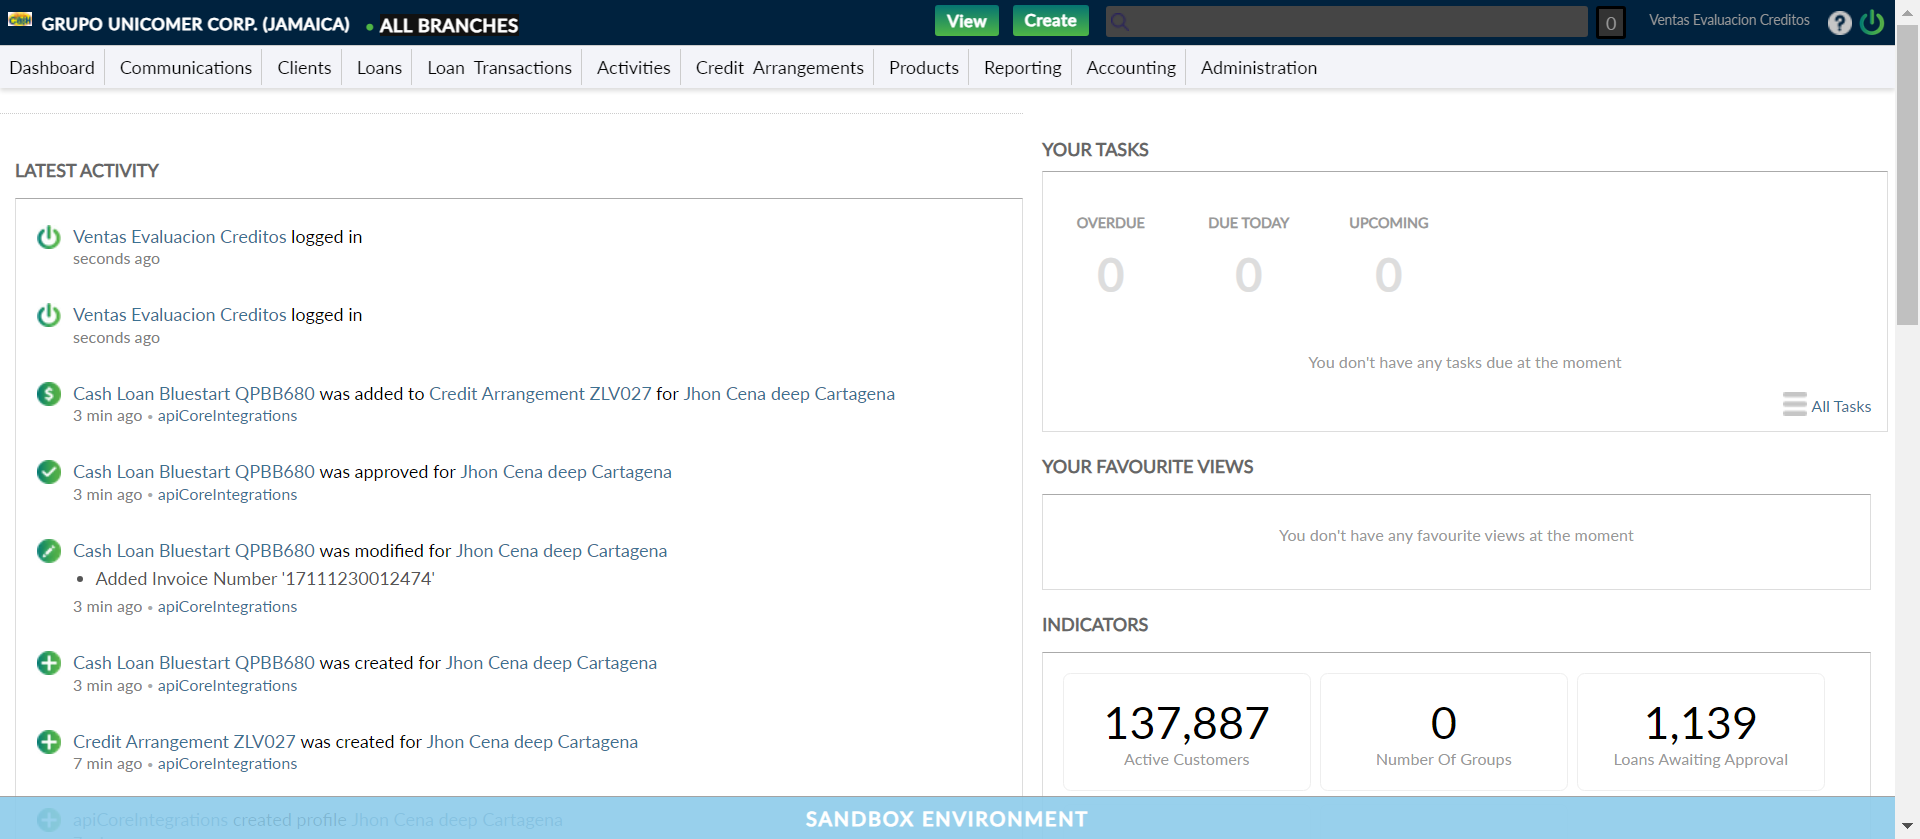 Cash
GRUPO UNICOMER CORP. (JAMAICA) • ALL BRANCHES
View
Create
0
Ventas Evaluacion Creditos
?
Dashboard
Communications
Clients
Loans
Loan Transactions
Activities
Credit Arrangements
Products
Reporting
Accounting
Administration
LATEST ACTIVITY
Ventas Evaluacion Creditos logged in
seconds ago
Ventas Evaluacion Creditos logged in
seconds ago
Cash Loan Bluestart QPBB680 was added to Credit Arrangement ZLV027 for Jhon Cena deep Cartagena
3 min ago • apiCoreIntegrations
Cash Loan Bluestart QPBB680 was approved for Jhon Cena deep Cartagena
3 min ago • apiCoreIntegrations
Cash Loan Bluestart QPBB680 was modified for Jhon Cena deep Cartagena
• Added Invoice Number '17111230012474'
3 min ago • apiCoreIntegrations
Cash Loan Bluestart QPBB680 was created for Jhon Cena deep Cartagena
3 min ago • apiCoreIntegrations
Credit Arrangement ZLV027 was created for Jhon Cena deep Cartagena
7 min ago • apiCoreIntegrations
apiCoreIntegrations created profile Jhon Cena deep Cartagena
YOUR TASKS
OVERDUE
0
DUE TODAY
0
UPCOMING
0
You don't have any tasks due at the moment
All Tasks
YOUR FAVOURITE VIEWS
You don't have any favourite views at the moment
INDICATORS
137,887
Active Customers
0
Number Of Groups
1,139
Loans Awaiting Approval
SANDBOX ENVIRONMENT